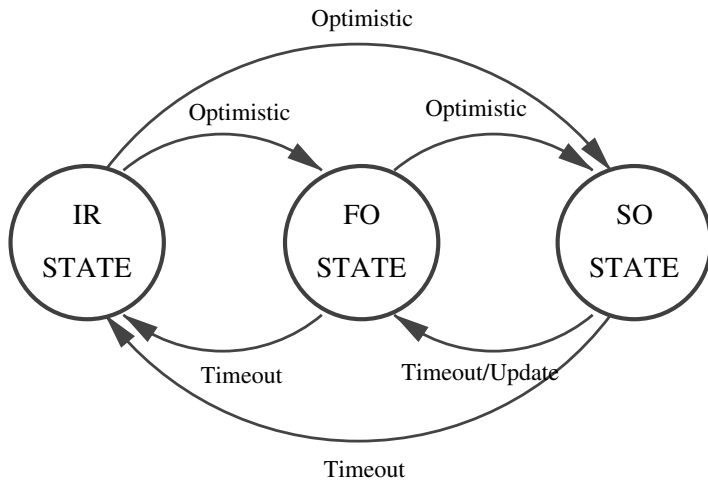 Optimistic
Optimistic
Optimistic
IR
STATE
FO
STATE
SO
STATE
Timeout
Timeout/Update
Timeout